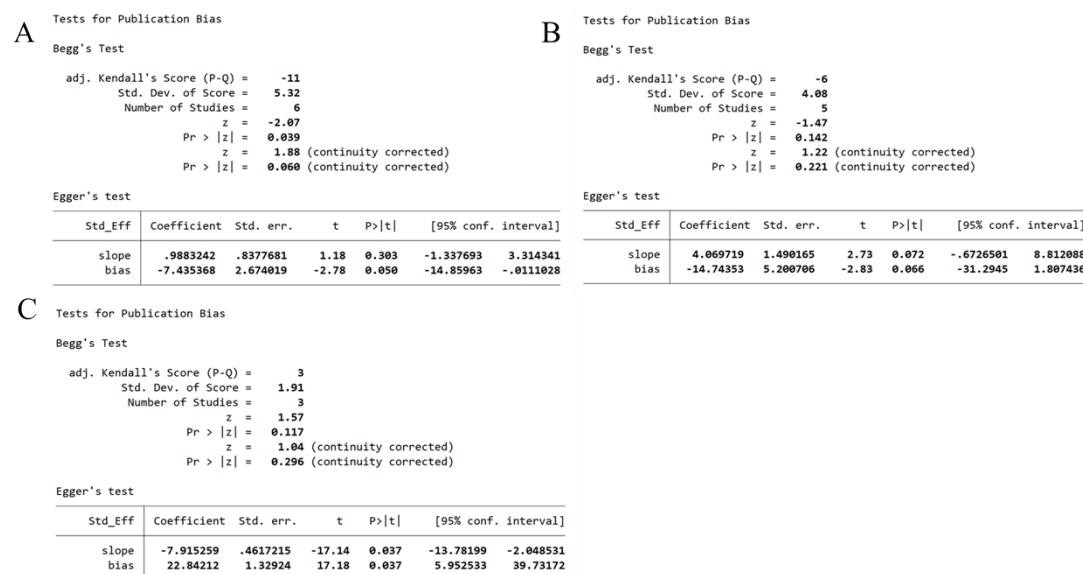 A
Tests for Publication Bias
Begg's Test
adj. Kendall's Score (P-Q) = -11
Std. Dev. of Score = 5.32
Number of Studies = 6
z = -2.07
Pr > |z| = 0.039
z = 1.88 (continuity corrected)
Pr > |z| = 0.060 (continuity corrected)
Egger's test
Std_Eff Coefficient Std. err. t P>|t| [95% conf. interval]
slope .9883242 .8377681 1.18 0.303 -1.337693 3.314341
bias -7.435368 2.674019 -2.78 0.050 -14.85963 -.0111028
B
Tests for Publication Bias
Begg's Test
adj. Kendall's Score (P-Q) = -6
Std. Dev. of Score = 4.08
Number of Studies = 5
z = -1.47
Pr > |z| = 0.142
z = 1.22 (continuity corrected)
Pr > |z| = 0.221 (continuity corrected)
Egger's test
Std_Eff Coefficient Std. err. t P>|t| [95% conf. interval]
slope 4.069719 1.490165 2.73 0.072 -.6726501 8.812088
bias -14.74353 5.200706 -2.83 0.066 -31.2945 1.807436
C
Tests for Publication Bias
Begg's Test
adj. Kendall's Score (P-Q) = 3
Std. Dev. of Score = 1.91
Number of Studies = 3
z = 1.57
Pr > |z| = 0.117
z = 1.04 (continuity corrected)
Pr > |z| = 0.296 (continuity corrected)
Egger's test
Std_Eff Coefficient Std. err. t P>|t| [95% conf. interval]
slope -7.915259 .4617215 -17.14 0.037 -13.78199 -2.048531
bias 22.84212 1.32924 17.18 0.037 5.952533 39.73172